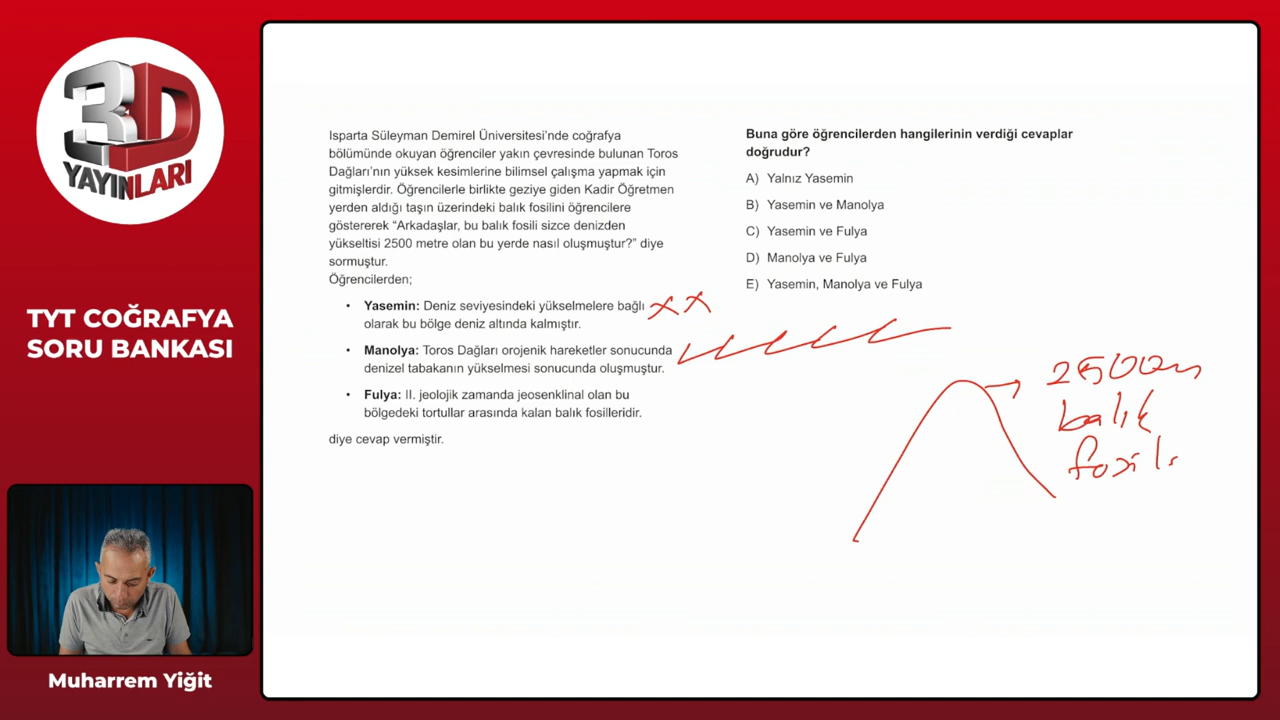 3D
YAYINLARI
TYT COĞRAFYA
SORU BANKASI
Muharrem Yiğit
Isparta Süleyman Demirel Üniversitesi'nde coğrafya
bölümünde okuyan öğrenciler yakın çevresinde bulunan Toros
Dağları'nın yüksek kesimlerine bilimsel çalışma yapmak için
gitmişlerdir. Öğrencilerle birlikte geziye giden Kadir Öğretmen
yerden aldığı taşın üzerindeki balık fosilini öğrencilere
göstererek “Arkadaşlar, bu balık fosili sizce denizden
yükseltisi 2500 metre olan bu yerde nasıl oluşmuştur?” diye
sormuştur.
Öğrencilerden;
• Yasemin: Deniz seviyesindeki yükselmelere bağlı
olarak bu bölge deniz altında kalmıştır.
• Manolya: Toros Dağları orojenik hareketler sonucunda
denizel tabakanın yükselmesi sonucunda oluşmuştur.
• Fulya: II. jeolojik zamanda jeosenklinal olan bu
bölgedeki tortullar arasında kalan balık fosilleridir.
diye cevap vermiştir.
Buna göre öğrencilerden hangilerinin verdiği cevaplar
doğrudur?
A) Yalnız Yasemin
B) Yasemin ve Manolya
C) Yasemin ve Fulya
D) Manolya ve Fulya
E) Yasemin, Manolya ve Fulya
2500m
balık
fosili